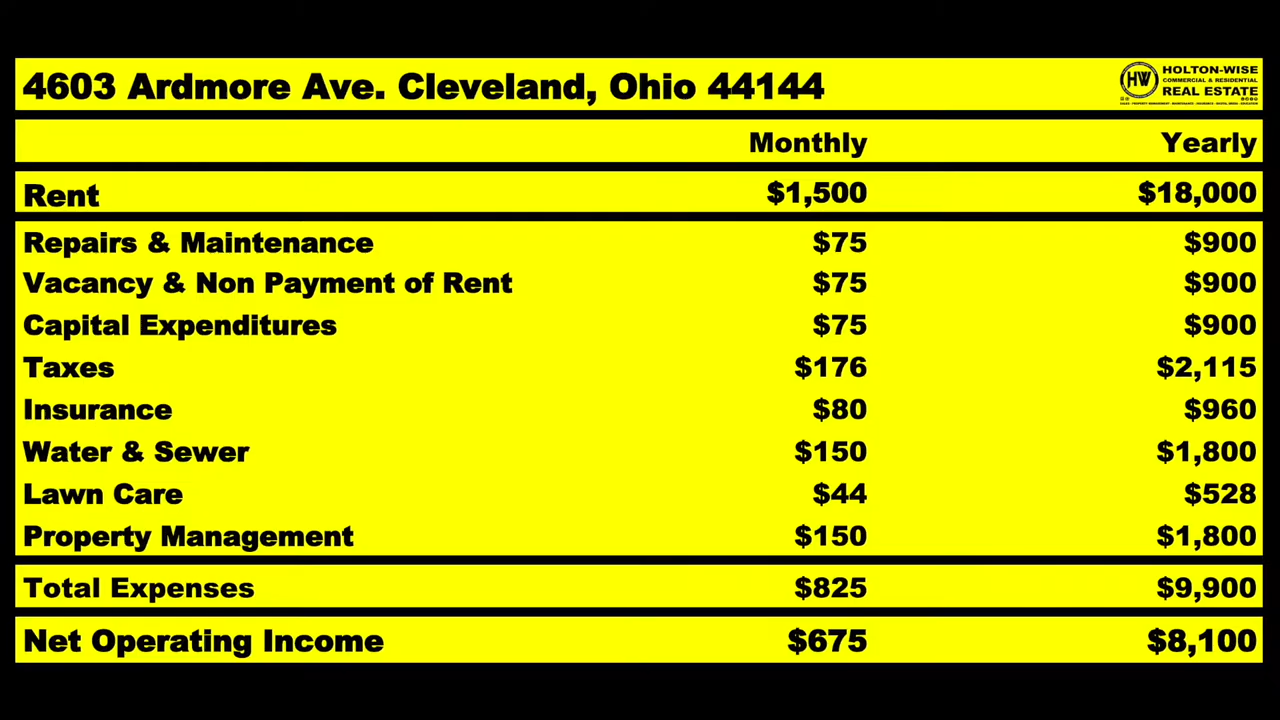 4603 Ardmore Ave. Cleveland, Ohio 44144
HW
HOLTON-WISE
COMMERCIAL & RESIDENTIAL
REAL ESTATE
Monthly Yearly
Rent $1,500 $18,000
Repairs & Maintenance $75 $900
Vacancy & Non Payment of Rent $75 $900
Capital Expenditures $75 $900
Taxes $176 $2,115
Insurance $80 $960
Water & Sewer $150 $1,800
Lawn Care $44 $528
Property Management $150 $1,800
Total Expenses $825 $9,900
Net Operating Income $675 $8,100